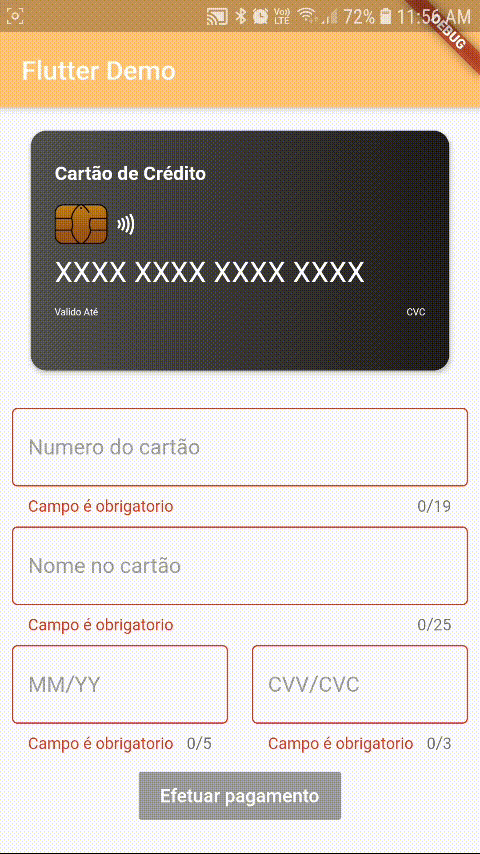 Vo)) LTE 72% 11:56 AM
DEBUG
Flutter Demo
Cartão de Crédito
XXXX XXXX XXXX XXXX
Valido Até CVC
Numero do cartão
Campo é obrigatorio 0/19
Nome no cartão
Campo é obrigatorio 0/25
MM/YY CVV/CVC
Campo é obrigatorio 0/5 Campo é obrigatorio 0/3
Efetuar pagamento